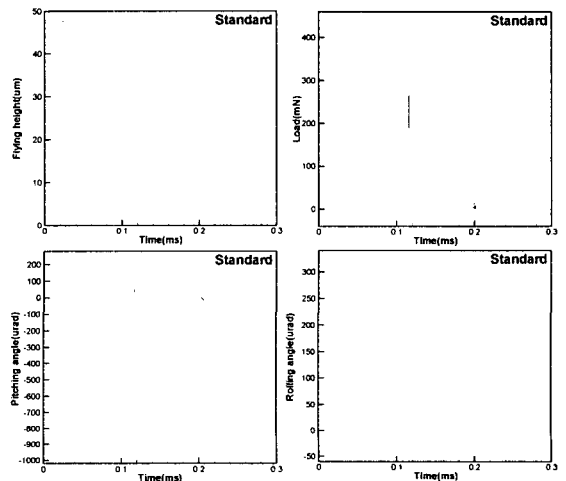 Standard
50
40
30
20
10
0
0 0 1 0 2 0 3
Flying height(um)
Time(ms)
Standard
400
300
200
100
0
0 0 1 0 2 0 3
Load(mN)
Time(ms)
Standard
200
100
0
-100
-200
-300
-400
-500
-600
-700
-800
-900
-1000
0 0 1 0 2 0 3
Pitching angle(urad)
Time(ms)
Standard
300
250
200
150
100
50
0
-50
0 0 1 0 2 0 3
Rolling angle(urad)
Time(ms)